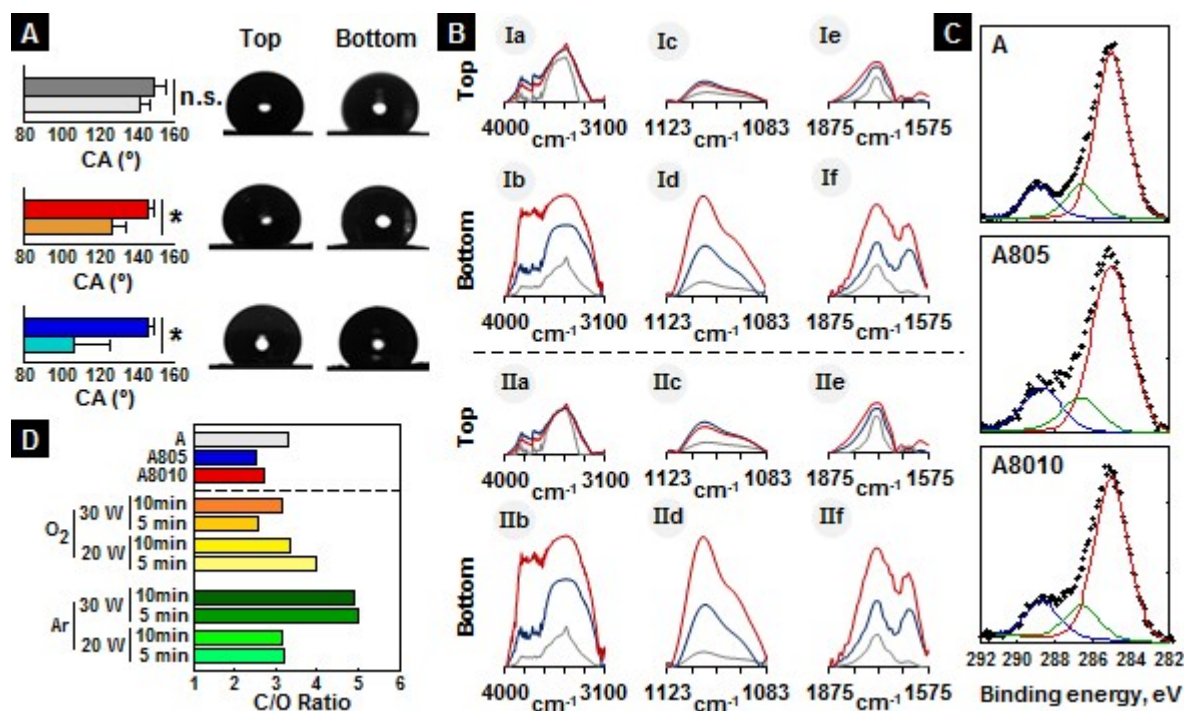 A
Top Bottom
n.s.
80 100 120 140 160
CA (º)
*
80 100 120 140 160
CA (º)
*
80 100 120 140 160
CA (º)
B
Top
Ia Ic Ie
4000 cm-1 3100 1123 cm-1 1083 1875 cm-1 1575
Bottom
Ib Id If
4000 cm-1 3100 1123 cm-1 1083 1875 cm-1 1575
Top
IIa IIc IIe
4000 cm-1 3100 1123 cm-1 1083 1875 cm-1 1575
Bottom
IIb IId IIf
4000 cm-1 3100 1123 cm-1 1083 1875 cm-1 1575
C
A
A805
A8010
292 290 288 286 284 282
Binding energy, eV
D
A
A805
A8010
O2 30 W 10min
5 min
20 W 10min
5 min
Ar 30 W 10min
5 min
20 W 10min
5 min
1 2 3 4 5 6
C/O Ratio